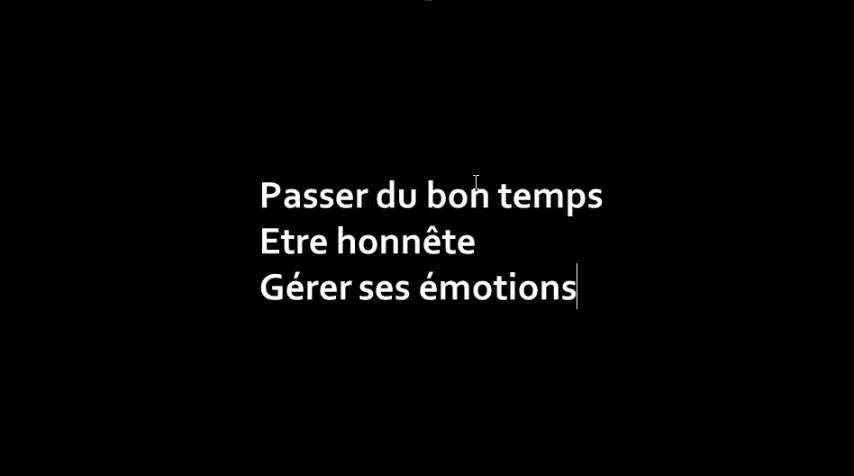 Passer du bon temps
Etre honnête
Gérer ses émotions